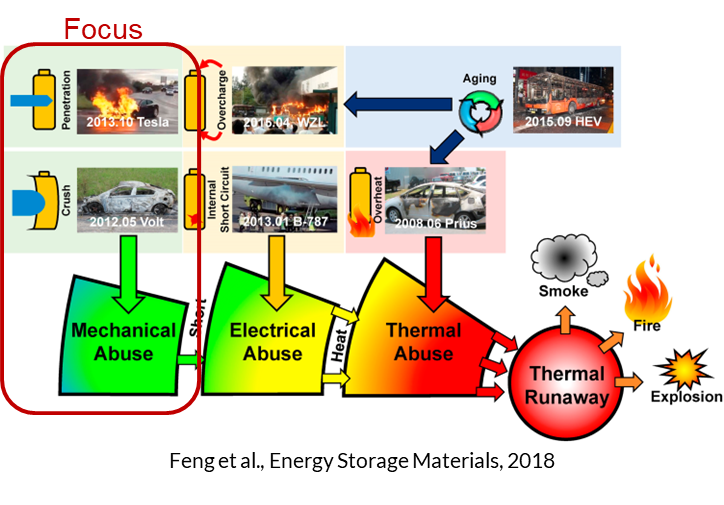 Focus
Penetration
2013.10 Tesla
Overcharge
2015.04, WZL
Aging
2015.09 HEV
Crush
2012.05 Volt
Internal
Short Circuit
2013.01 B-787
Overheat
2008.06 Prius
Mechanical
Abuse
Short
Electrical
Abuse
Heat
Thermal
Abuse
Smoke
Fire
Thermal
Runaway
Explosion
Feng et al., Energy Storage Materials, 2018